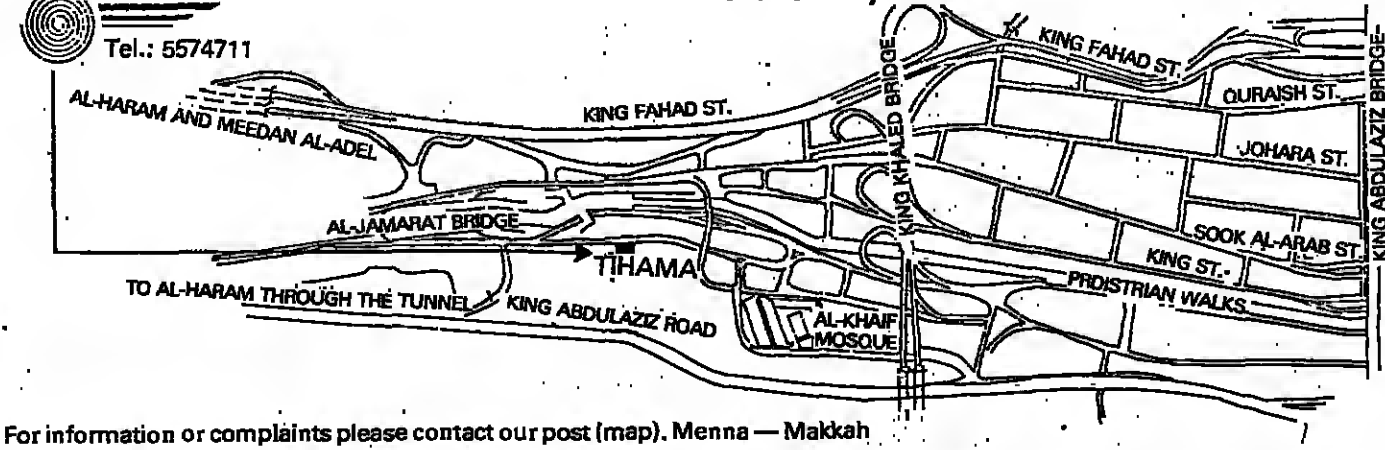 Tel.: 5574711
KING FAHAD ST.
AL-HARAM AND MEEDAN AL-ADEL
KING FAHAD ST.
KING KHALED BRIDGE
QURAISH ST.
JOHARA ST.
KING ABDULAZIZ BRIDGE
AL-JAMARAT BRIDGE
SOOK AL-ARAB ST.
TIHAMA
KING ST.
PRDISTRIAN WALKS
TO AL-HARAM THROUGH THE TUNNEL
KING ABDULAZIZ ROAD
AL-KHAIF
MOSQUE
For information or complaints please contact our post (map). Menna — Makkah